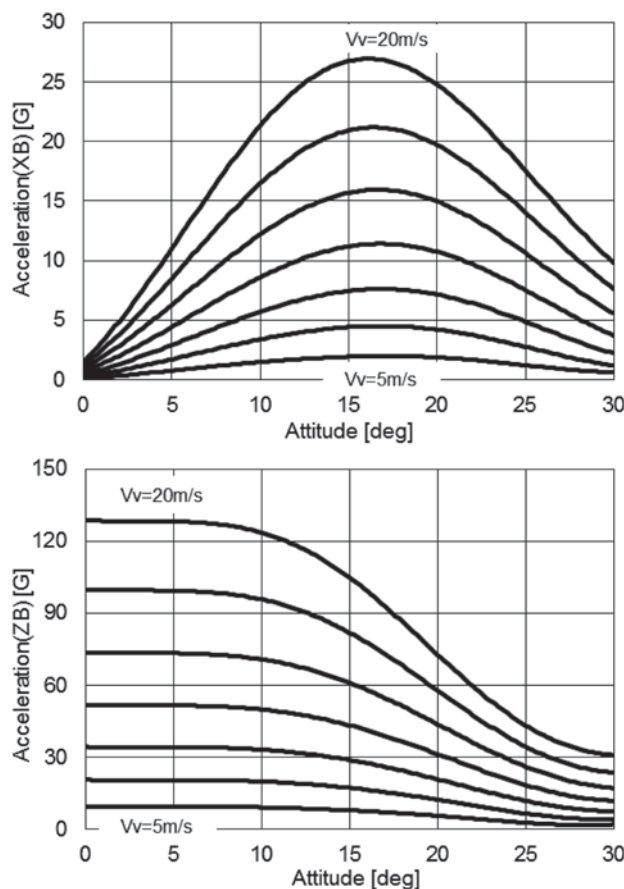 30
Vv=20m/s
25
20
15
10
5
0
Acceleration(XB) [G]
Vv=5m/s
0 5 10 15 20 25 30
Attitude [deg]
150
Vv=20m/s
120
90
60
30
0
Acceleration(ZB) [G]
Vv=5m/s
0 5 10 15 20 25 30
Attitude [deg]